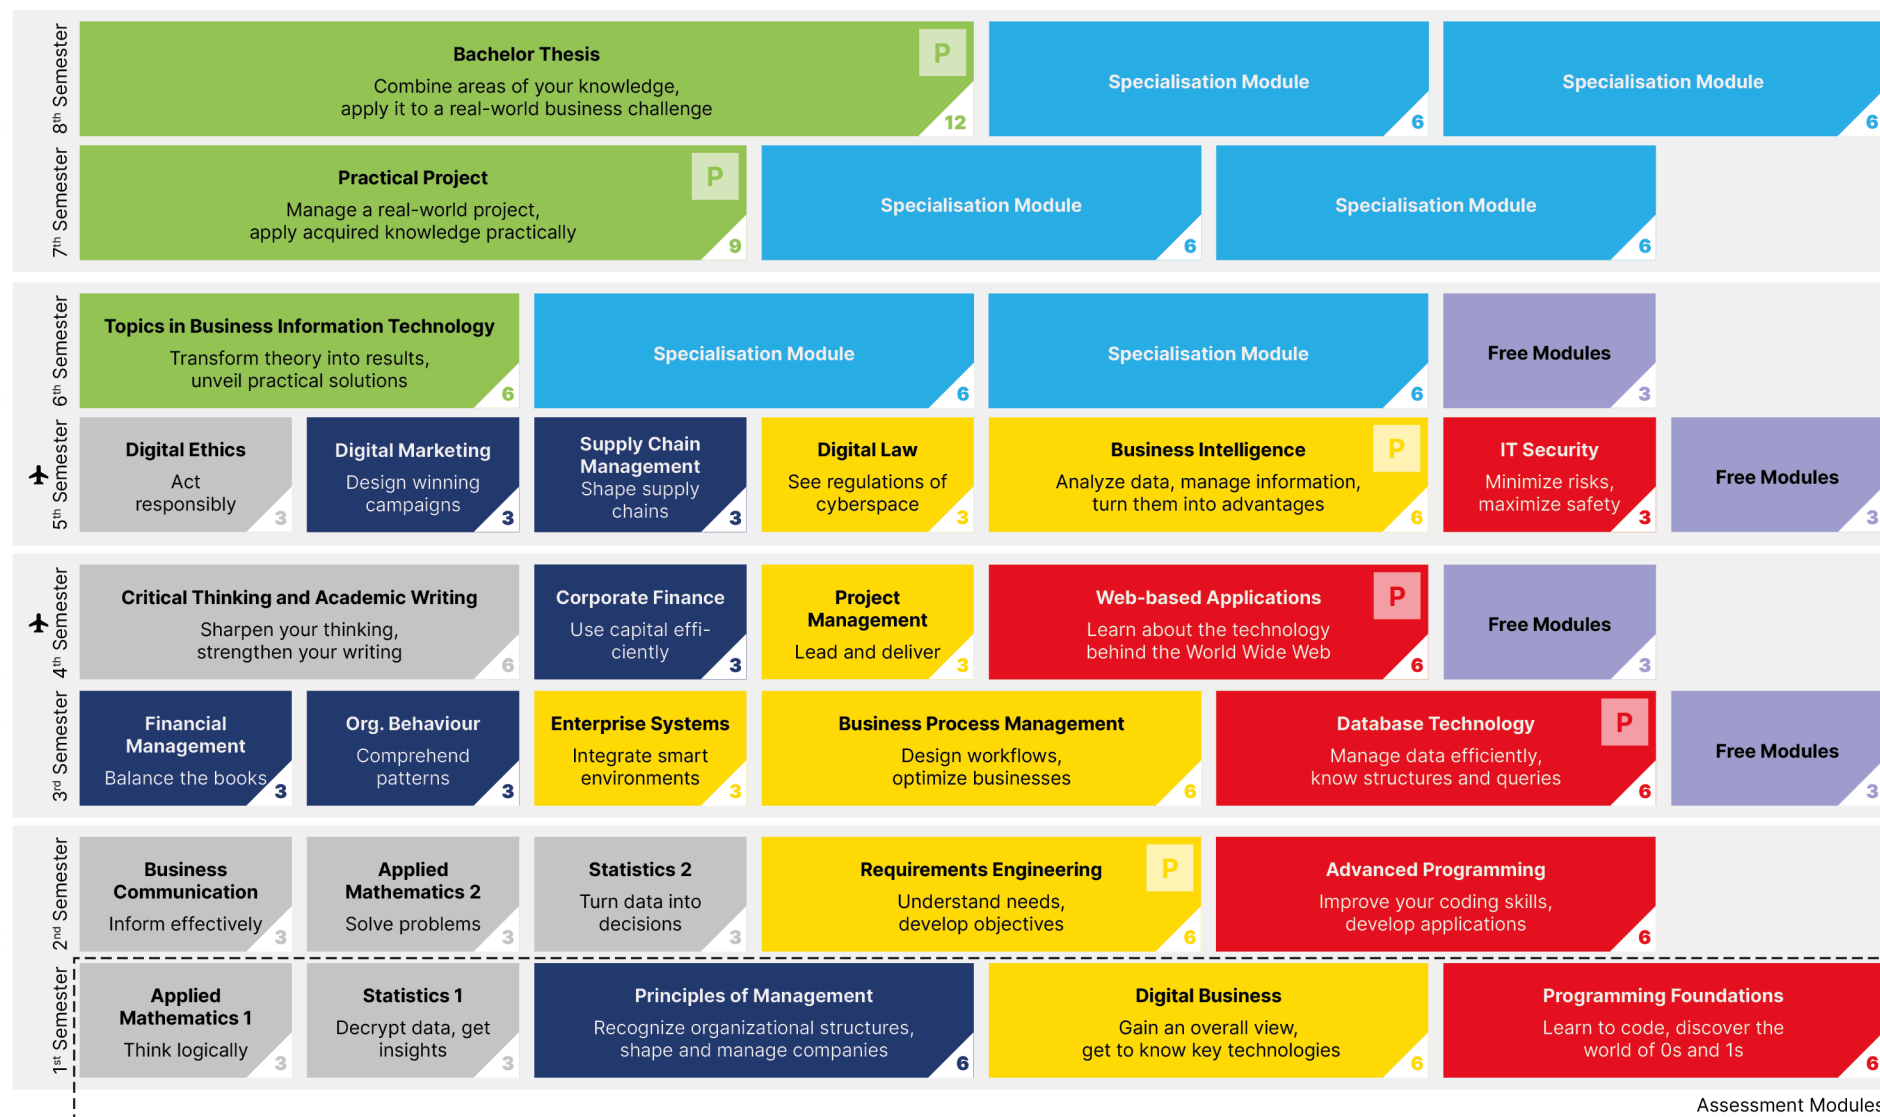 8th Semester
Bachelor Thesis
Combine areas of your knowledge,
apply it to a real-world business challenge
P
12
Specialisation Module
6
Specialisation Module
6
7th Semester
Practical Project
Manage a real-world project,
apply acquired knowledge practically
P
9
Specialisation Module
6
Specialisation Module
6
6th Semester
Topics in Business Information Technology
Transform theory into results,
unveil practical solutions
6
Specialisation Module
6
Specialisation Module
6
Free Modules
3
5th Semester
Digital Ethics
Act
responsibly
3
Digital Marketing
Design winning
campaigns
3
Supply Chain
Management
Shape supply
chains
3
Digital Law
See regulations of
cyberspace
3
Business Intelligence
Analyze data, manage information,
turn them into advantages
P
6
IT Security
Minimize risks,
maximize safety
3
Free Modules
3
4th Semester
Critical Thinking and Academic Writing
Sharpen your thinking,
strengthen your writing
6
Corporate Finance
Use capital effi-
ciently
3
Project
Management
Lead and deliver
3
Web-based Applications
Learn about the technology
behind the World Wide Web
P
6
Free Modules
3
3rd Semester
Financial
Management
Balance the books
3
Org. Behaviour
Comprehend
patterns
3
Enterprise Systems
Integrate smart
environments
3
Business Process Management
Design workflows,
optimize businesses
6
Database Technology
Manage data efficiently,
know structures and queries
P
6
Free Modules
3
2nd Semester
Business
Communication
Inform effectively
3
Applied
Mathematics 2
Solve problems
3
Statistics 2
Turn data into
decisions
3
Requirements Engineering
Understand needs,
develop objectives
P
6
Advanced Programming
Improve your coding skills,
develop applications
6
1st Semester
Applied
Mathematics 1
Think logically
3
Statistics 1
Decrypt data, get
insights
3
Principles of Management
Recognize organizational structures,
shape and manage companies
6
Digital Business
Gain an overall view,
get to know key technologies
6
Programming Foundations
Learn to code, discover the
world of 0s and 1s
6
Assessment Modules